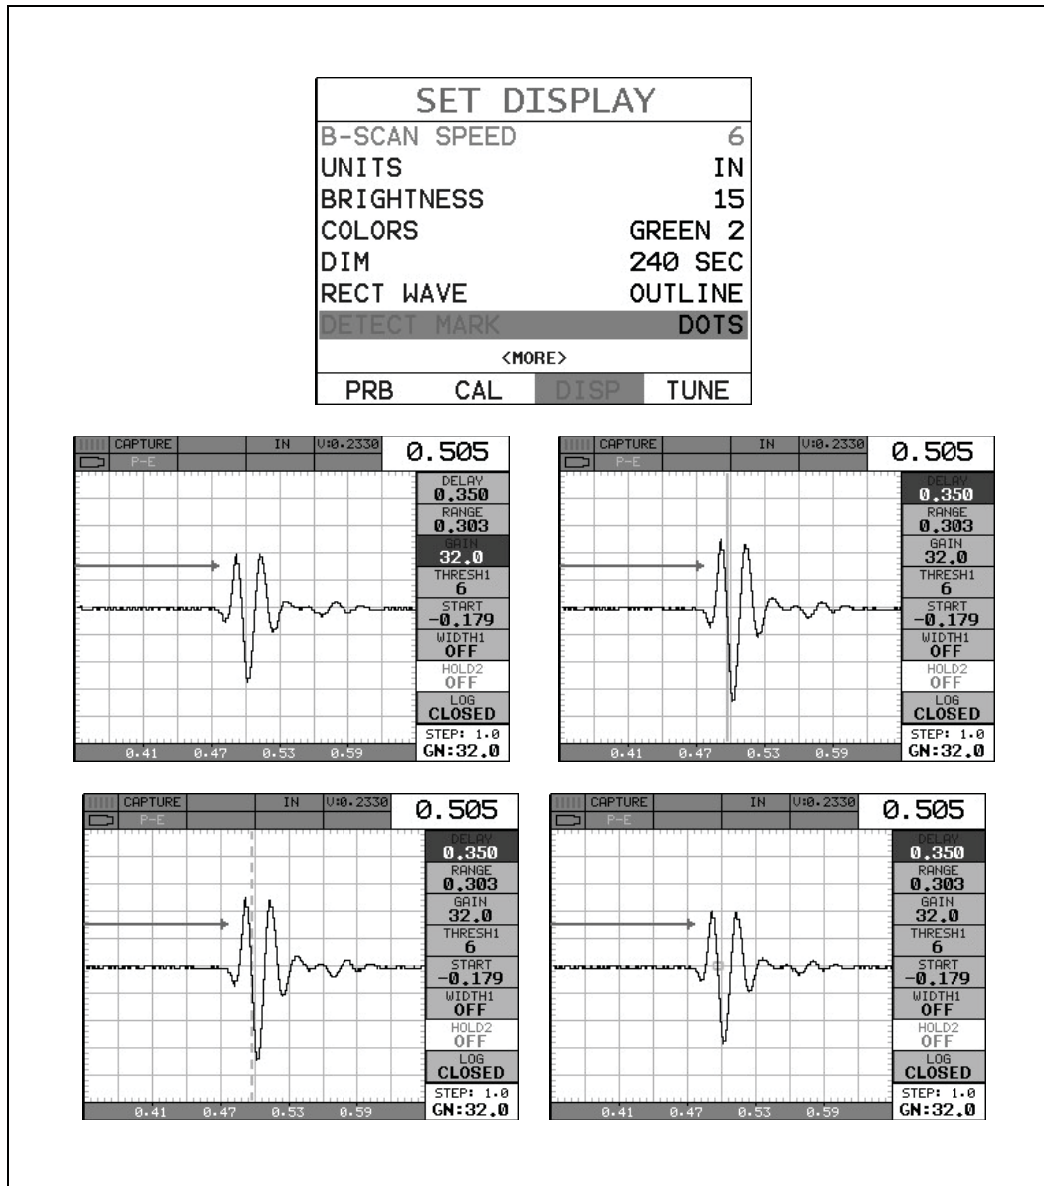 SET DISPLAY
B-SCAN SPEED 6
UNITS IN
BRIGHTNESS 15
COLORS GREEN 2
DIM 240 SEC
RECT WAVE OUTLINE
DETECT MARK DOTS
<MORE>
PRB CAL DISP TUNE
CAPTURE IN V:0.2330 0.505
P-E
DELAY
0.350
RANGE
0.303
GAIN
32.0
THRESH1
6
START
-0.179
WIDTH1
OFF
HOLD2
OFF
LOG
CLOSED
STEP: 1.0
GN:32.0
0.41 0.47 0.53 0.59
CAPTURE IN V:0.2330 0.505
P-E
DELAY
0.350
RANGE
0.303
GAIN
32.0
THRESH1
6
START
-0.179
WIDTH1
OFF
HOLD2
OFF
LOG
CLOSED
STEP: 1.0
GN:32.0
0.41 0.47 0.53 0.59
CAPTURE IN V:0.2330 0.505
P-E
DELAY
0.350
RANGE
0.303
GAIN
32.0
THRESH1
6
START
-0.179
WIDTH1
OFF
HOLD2
OFF
LOG
CLOSED
STEP: 1.0
GN:32.0
0.41 0.47 0.53 0.59
CAPTURE IN V:0.2330 0.505
P-E
DELAY
0.350
RANGE
0.303
GAIN
32.0
THRESH1
6
START
-0.179
WIDTH1
OFF
HOLD2
OFF
LOG
CLOSED
STEP: 1.0
GN:32.0
0.41 0.47 0.53 0.59